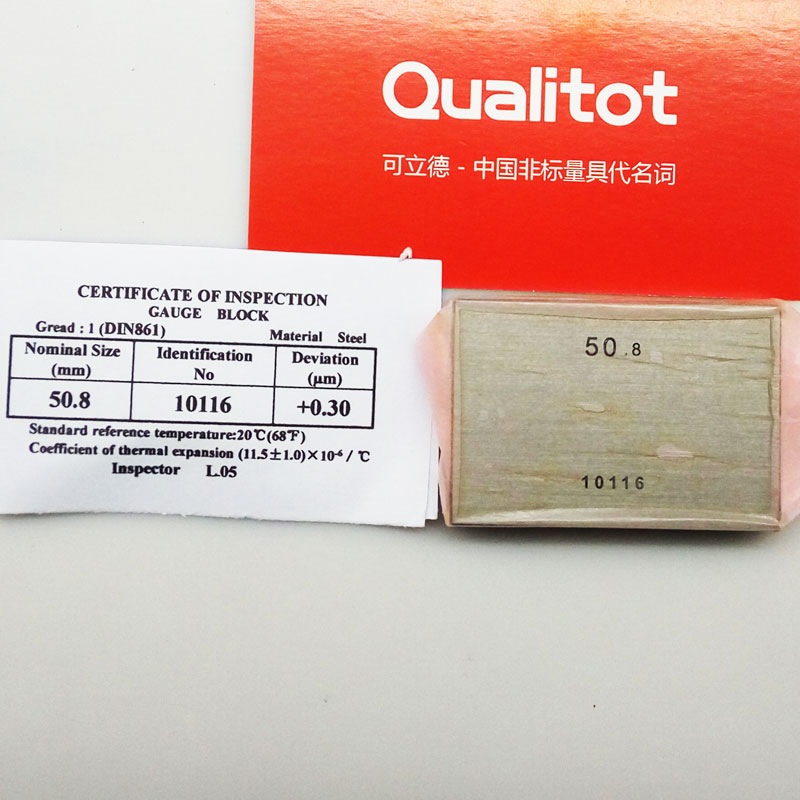 Qualitot
可立德 - 中国非标量具代名词
CERTIFICATE OF INSPECTION
GAUGE BLOCK
Gread : 1 (DIN861) Material Steel
Nominal Size (mm) Identification No Deviation (μm)
50.8 10116 +0.30
Standard reference temperature:20℃(68℉)
Coefficient of thermal expansion (11.5±1.0)×10⁻⁶ / ℃
Inspector L.05
50.8
10116